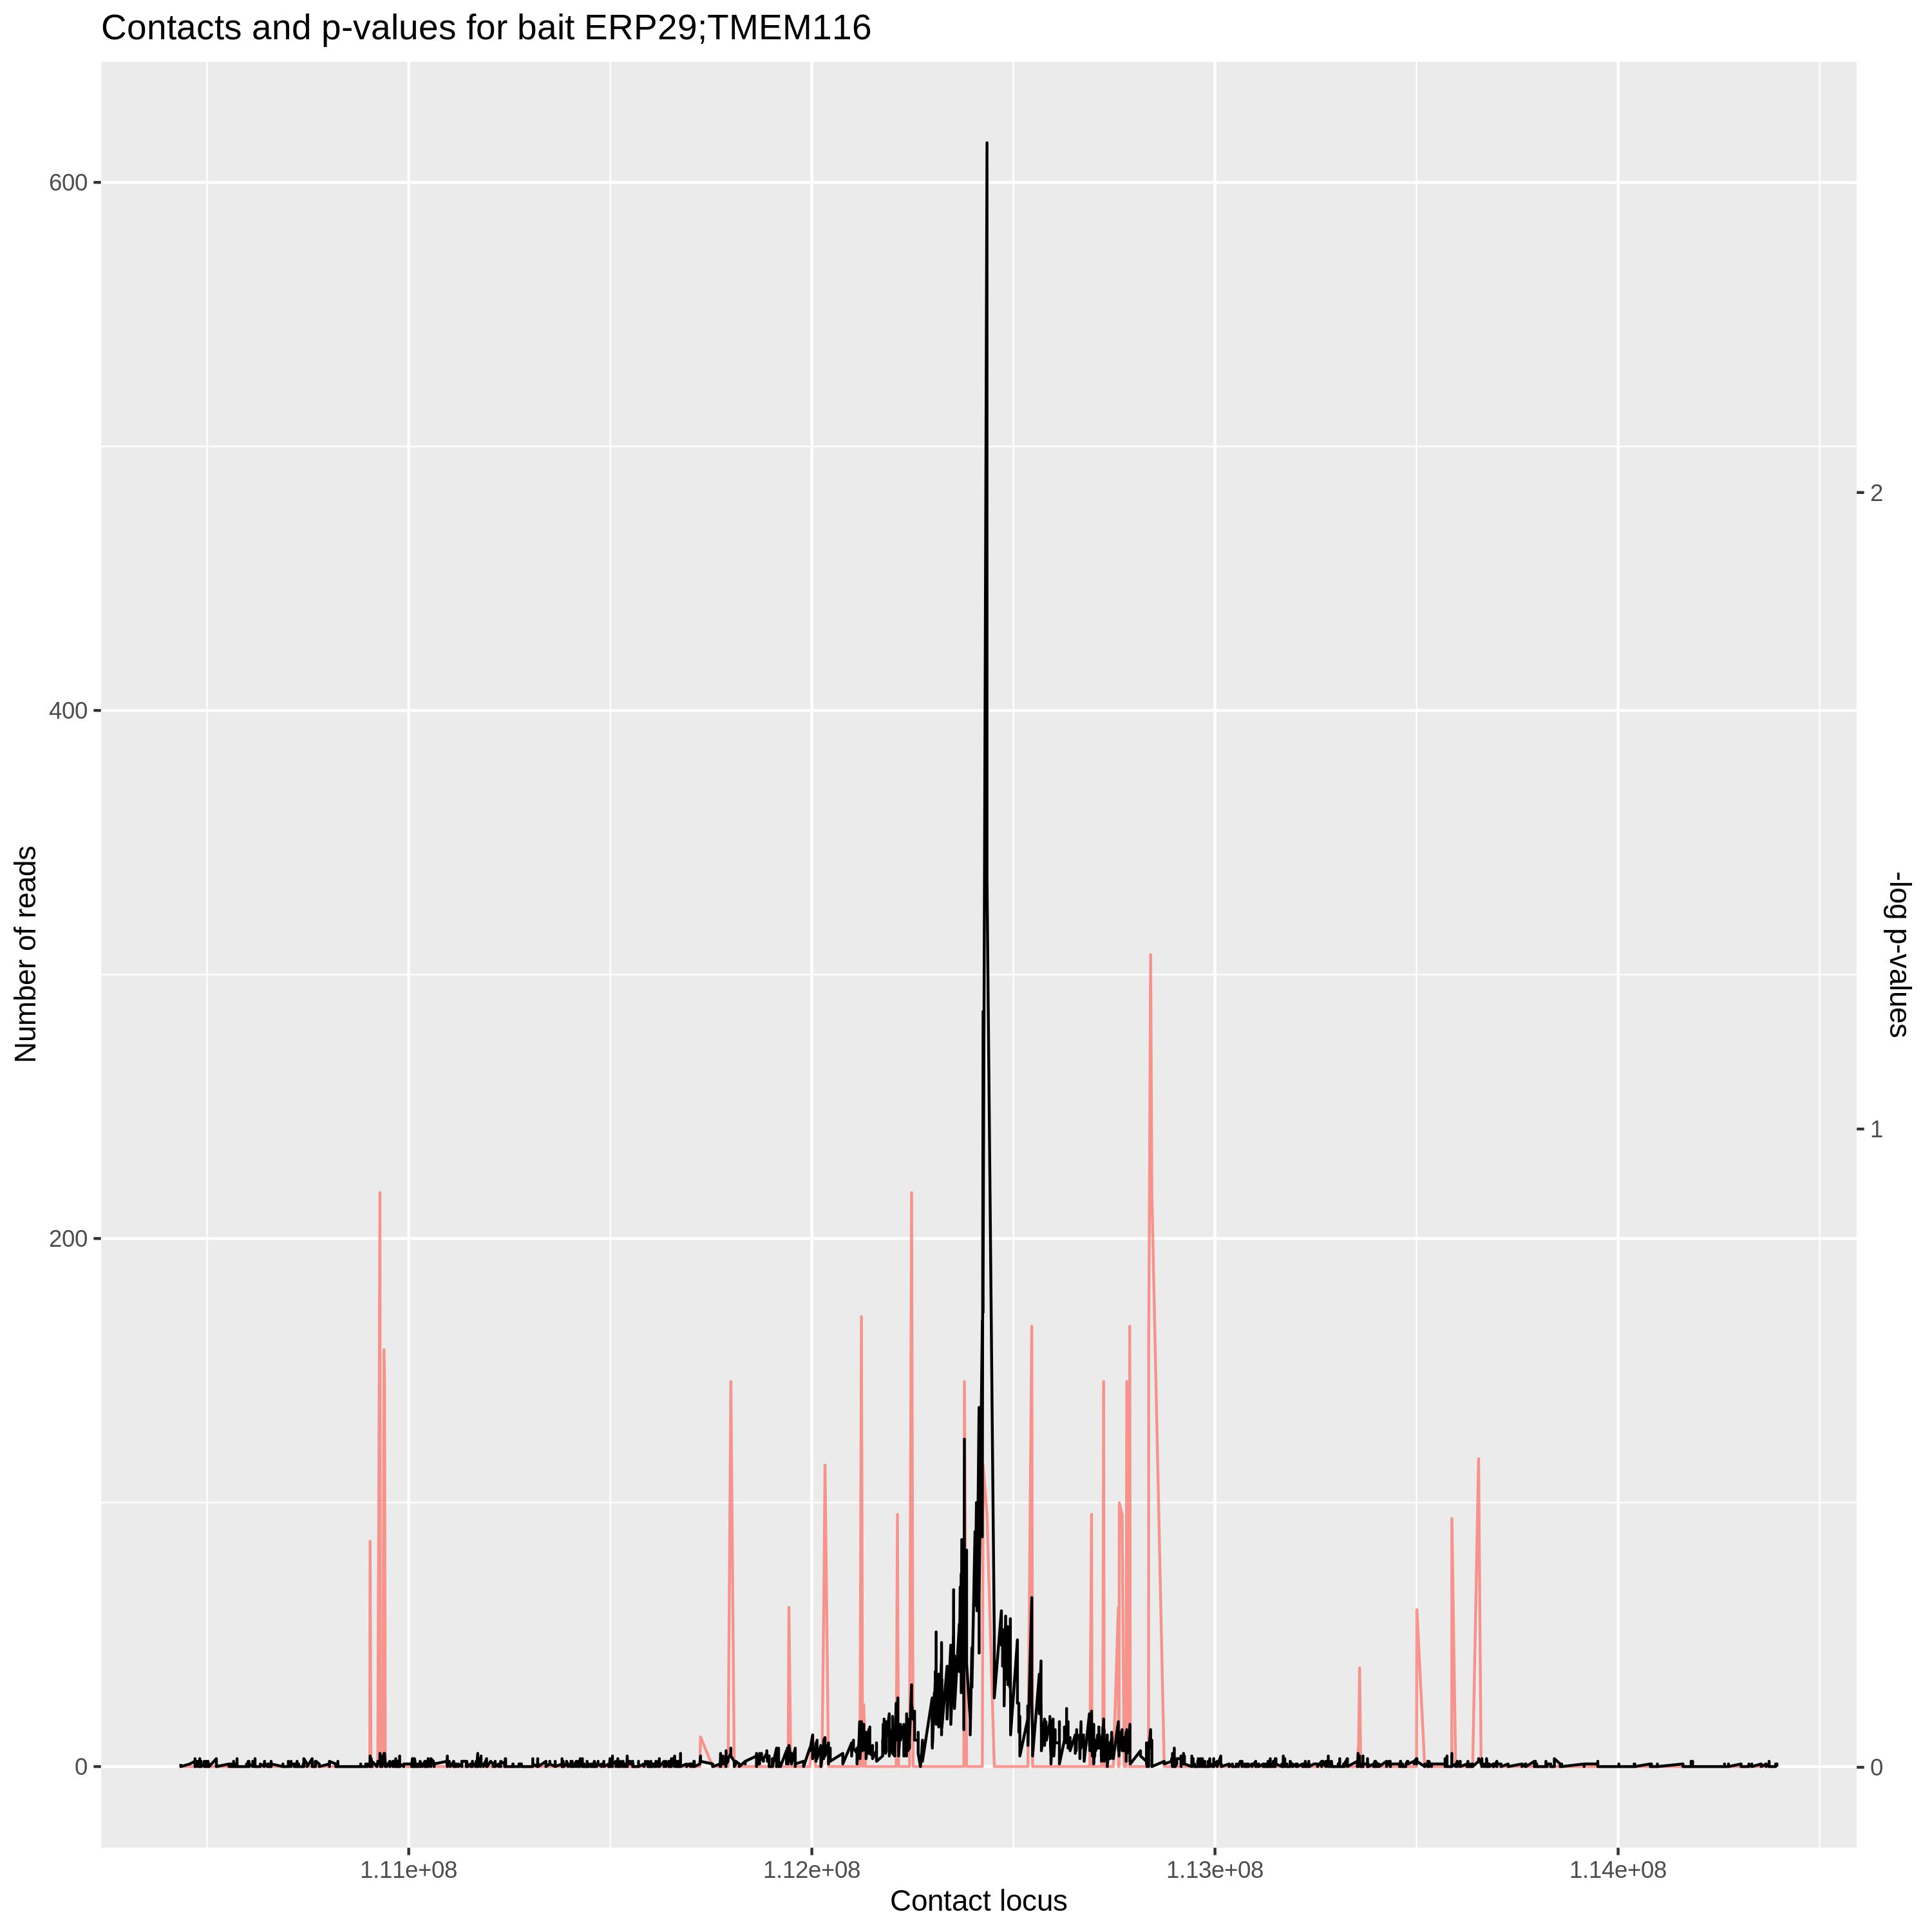 Contacts and p-values for bait ERP29;TMEM116
600
400
200
0
Number of reads
2
1
0
-log p-values
1.11e+08
1.12e+08
1.13e+08
1.14e+08
Contact locus